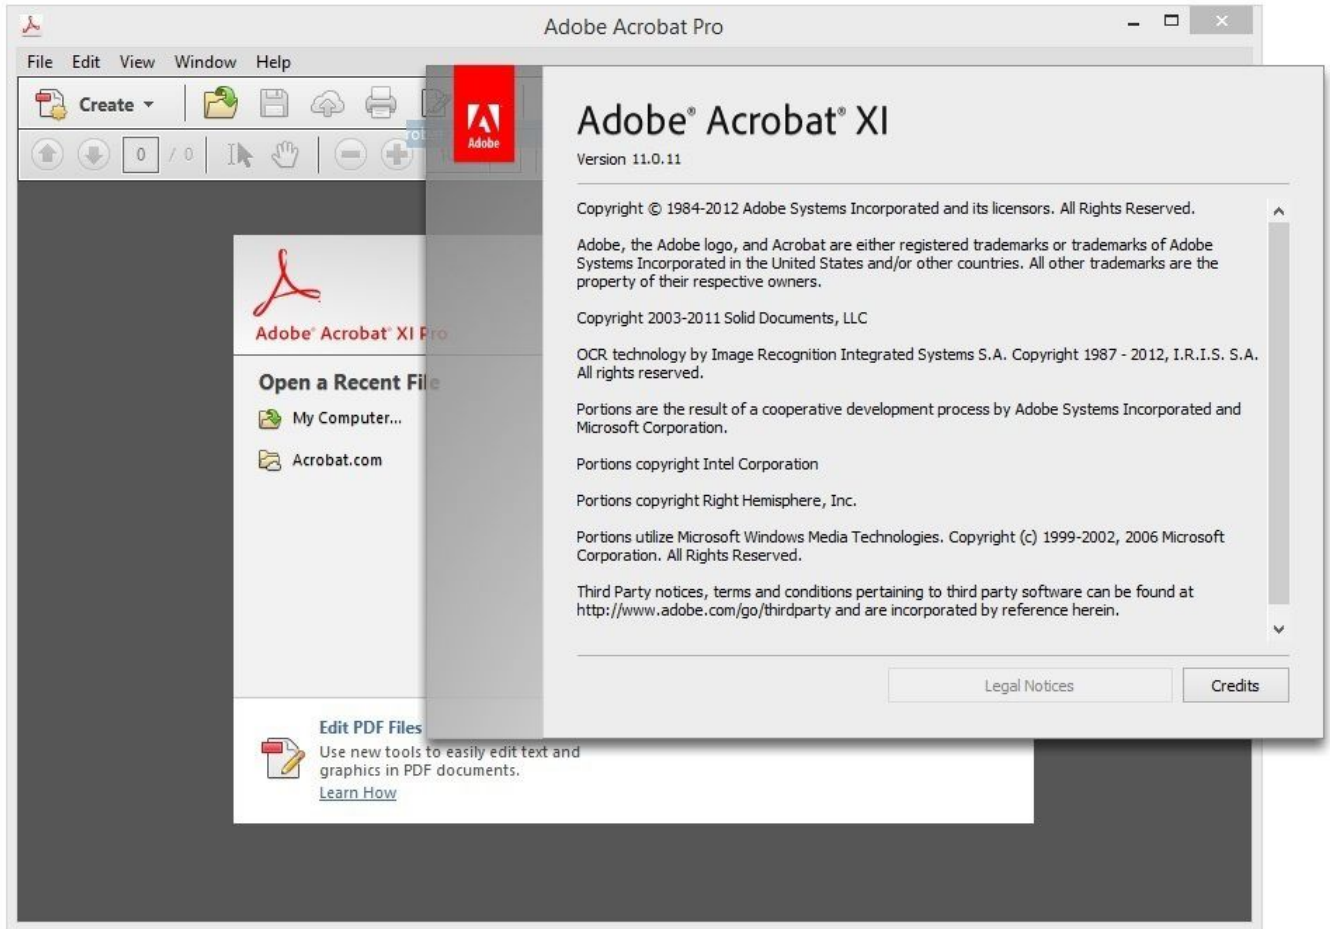 Adobe Acrobat Pro
File Edit View Window Help
Create
0 / 0
Adobe
Adobe® Acrobat® XI
Version 11.0.11
Copyright © 1984-2012 Adobe Systems Incorporated and its licensors. All Rights Reserved.
Adobe, the Adobe logo, and Acrobat are either registered trademarks or trademarks of Adobe
Systems Incorporated in the United States and/or other countries. All other trademarks are the
property of their respective owners.
Copyright 2003-2011 Solid Documents, LLC
OCR technology by Image Recognition Integrated Systems S.A. Copyright 1987 - 2012, I.R.I.S. S.A.
All rights reserved.
Portions are the result of a cooperative development process by Adobe Systems Incorporated and
Microsoft Corporation.
Portions copyright Intel Corporation
Portions copyright Right Hemisphere, Inc.
Portions utilize Microsoft Windows Media Technologies. Copyright (c) 1999-2002, 2006 Microsoft
Corporation. All Rights Reserved.
Third Party notices, terms and conditions pertaining to third party software can be found at
http://www.adobe.com/go/thirdparty and are incorporated by reference herein.
Legal Notices
Credits
Adobe® Acrobat® XI Pro
Open a Recent File
My Computer...
Acrobat.com
Edit PDF Files
Use new tools to easily edit text and
graphics in PDF documents.
Learn How